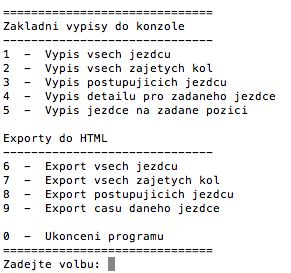 ==============================
Zakladni vypisy do konzole
------------------------------
1  -  Vypis vsech jezdcu
2  -  Vypis vsech zajetych kol
3  -  Vypis postupujicich jezdcu
4  -  Vypis detailu pro zadaneho jezdce
5  -  Vypis jezdce na zadane pozici

Exporty do HTML
------------------------------
6  -  Export vsech jezdcu
7  -  Export vsech zajetych kol
8  -  Export postupujicich jezdcu
9  -  Export casu daneho jezdce

0  -  Ukonceni programu
==============================
Zadejte volbu: